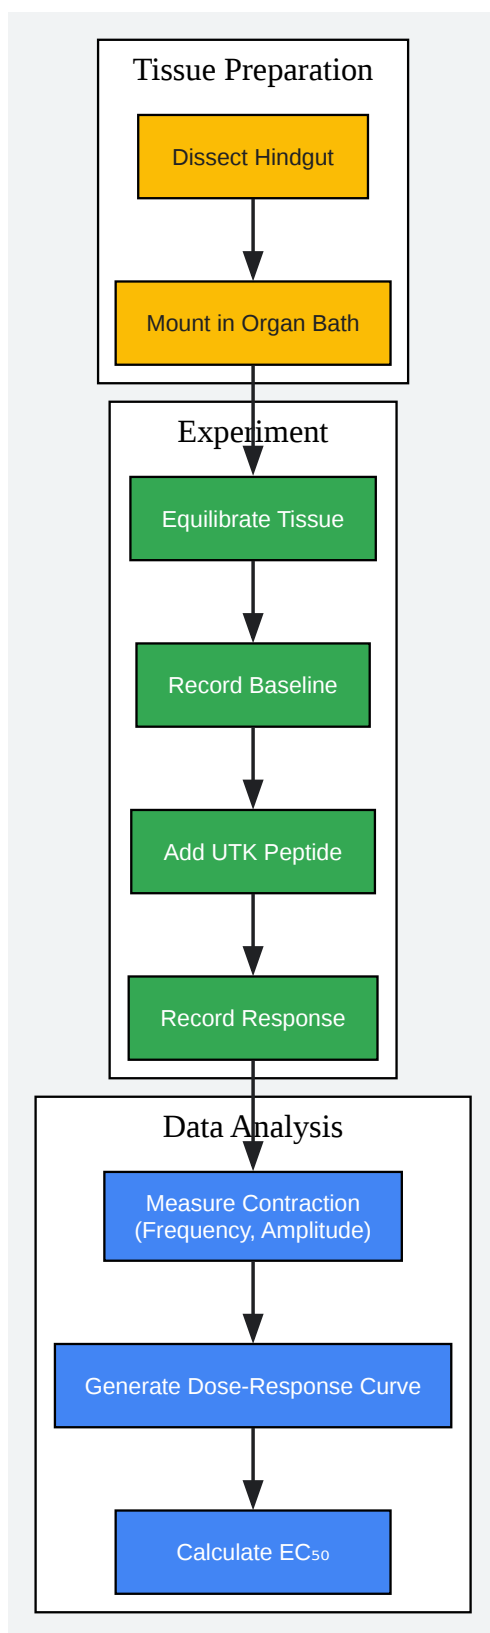 Tissue Preparation
Dissect Hindgut
Mount in Organ Bath
Experiment
Equilibrate Tissue
Record Baseline
Add UTK Peptide
Record Response
Data Analysis
Measure Contraction
(Frequency, Amplitude)
Generate Dose-Response Curve
Calculate EC₅₀